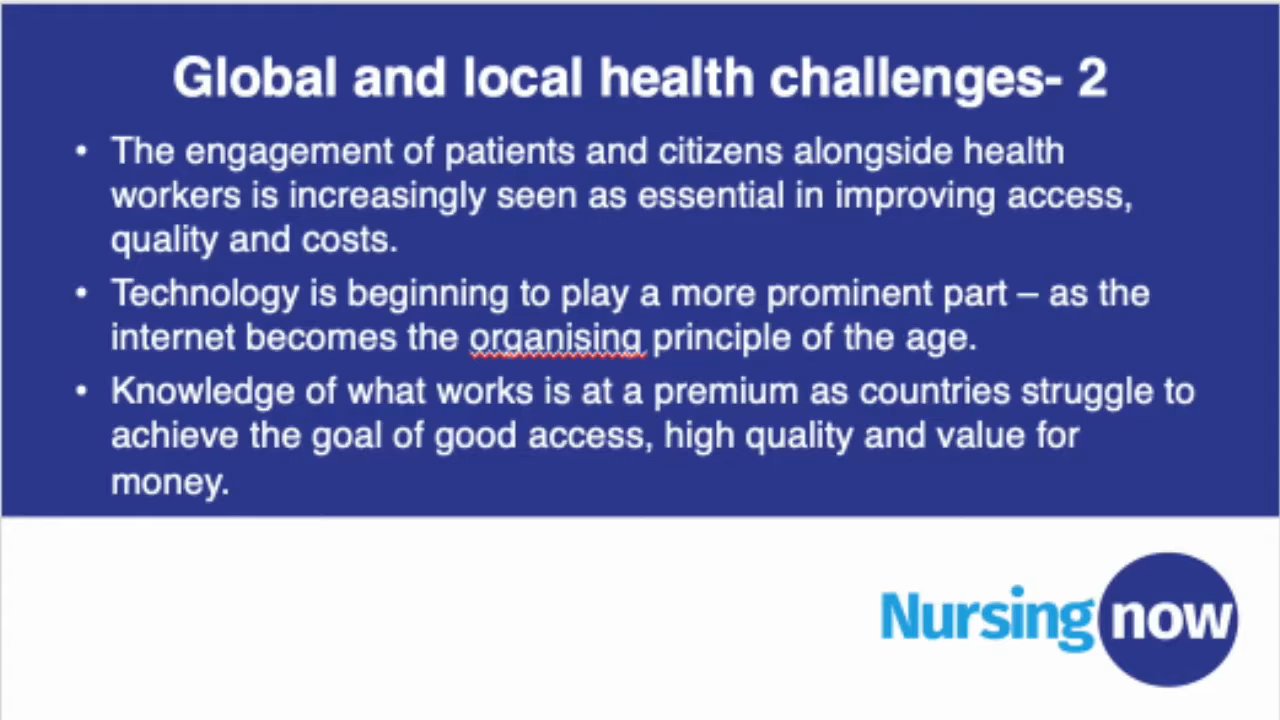 Global and local health challenges- 2
• The engagement of patients and citizens alongside health
workers is increasingly seen as essential in improving access,
quality and costs.
• Technology is beginning to play a more prominent part – as the
internet becomes the organising principle of the age.
• Knowledge of what works is at a premium as countries struggle to
achieve the goal of good access, high quality and value for
money.
Nursing now